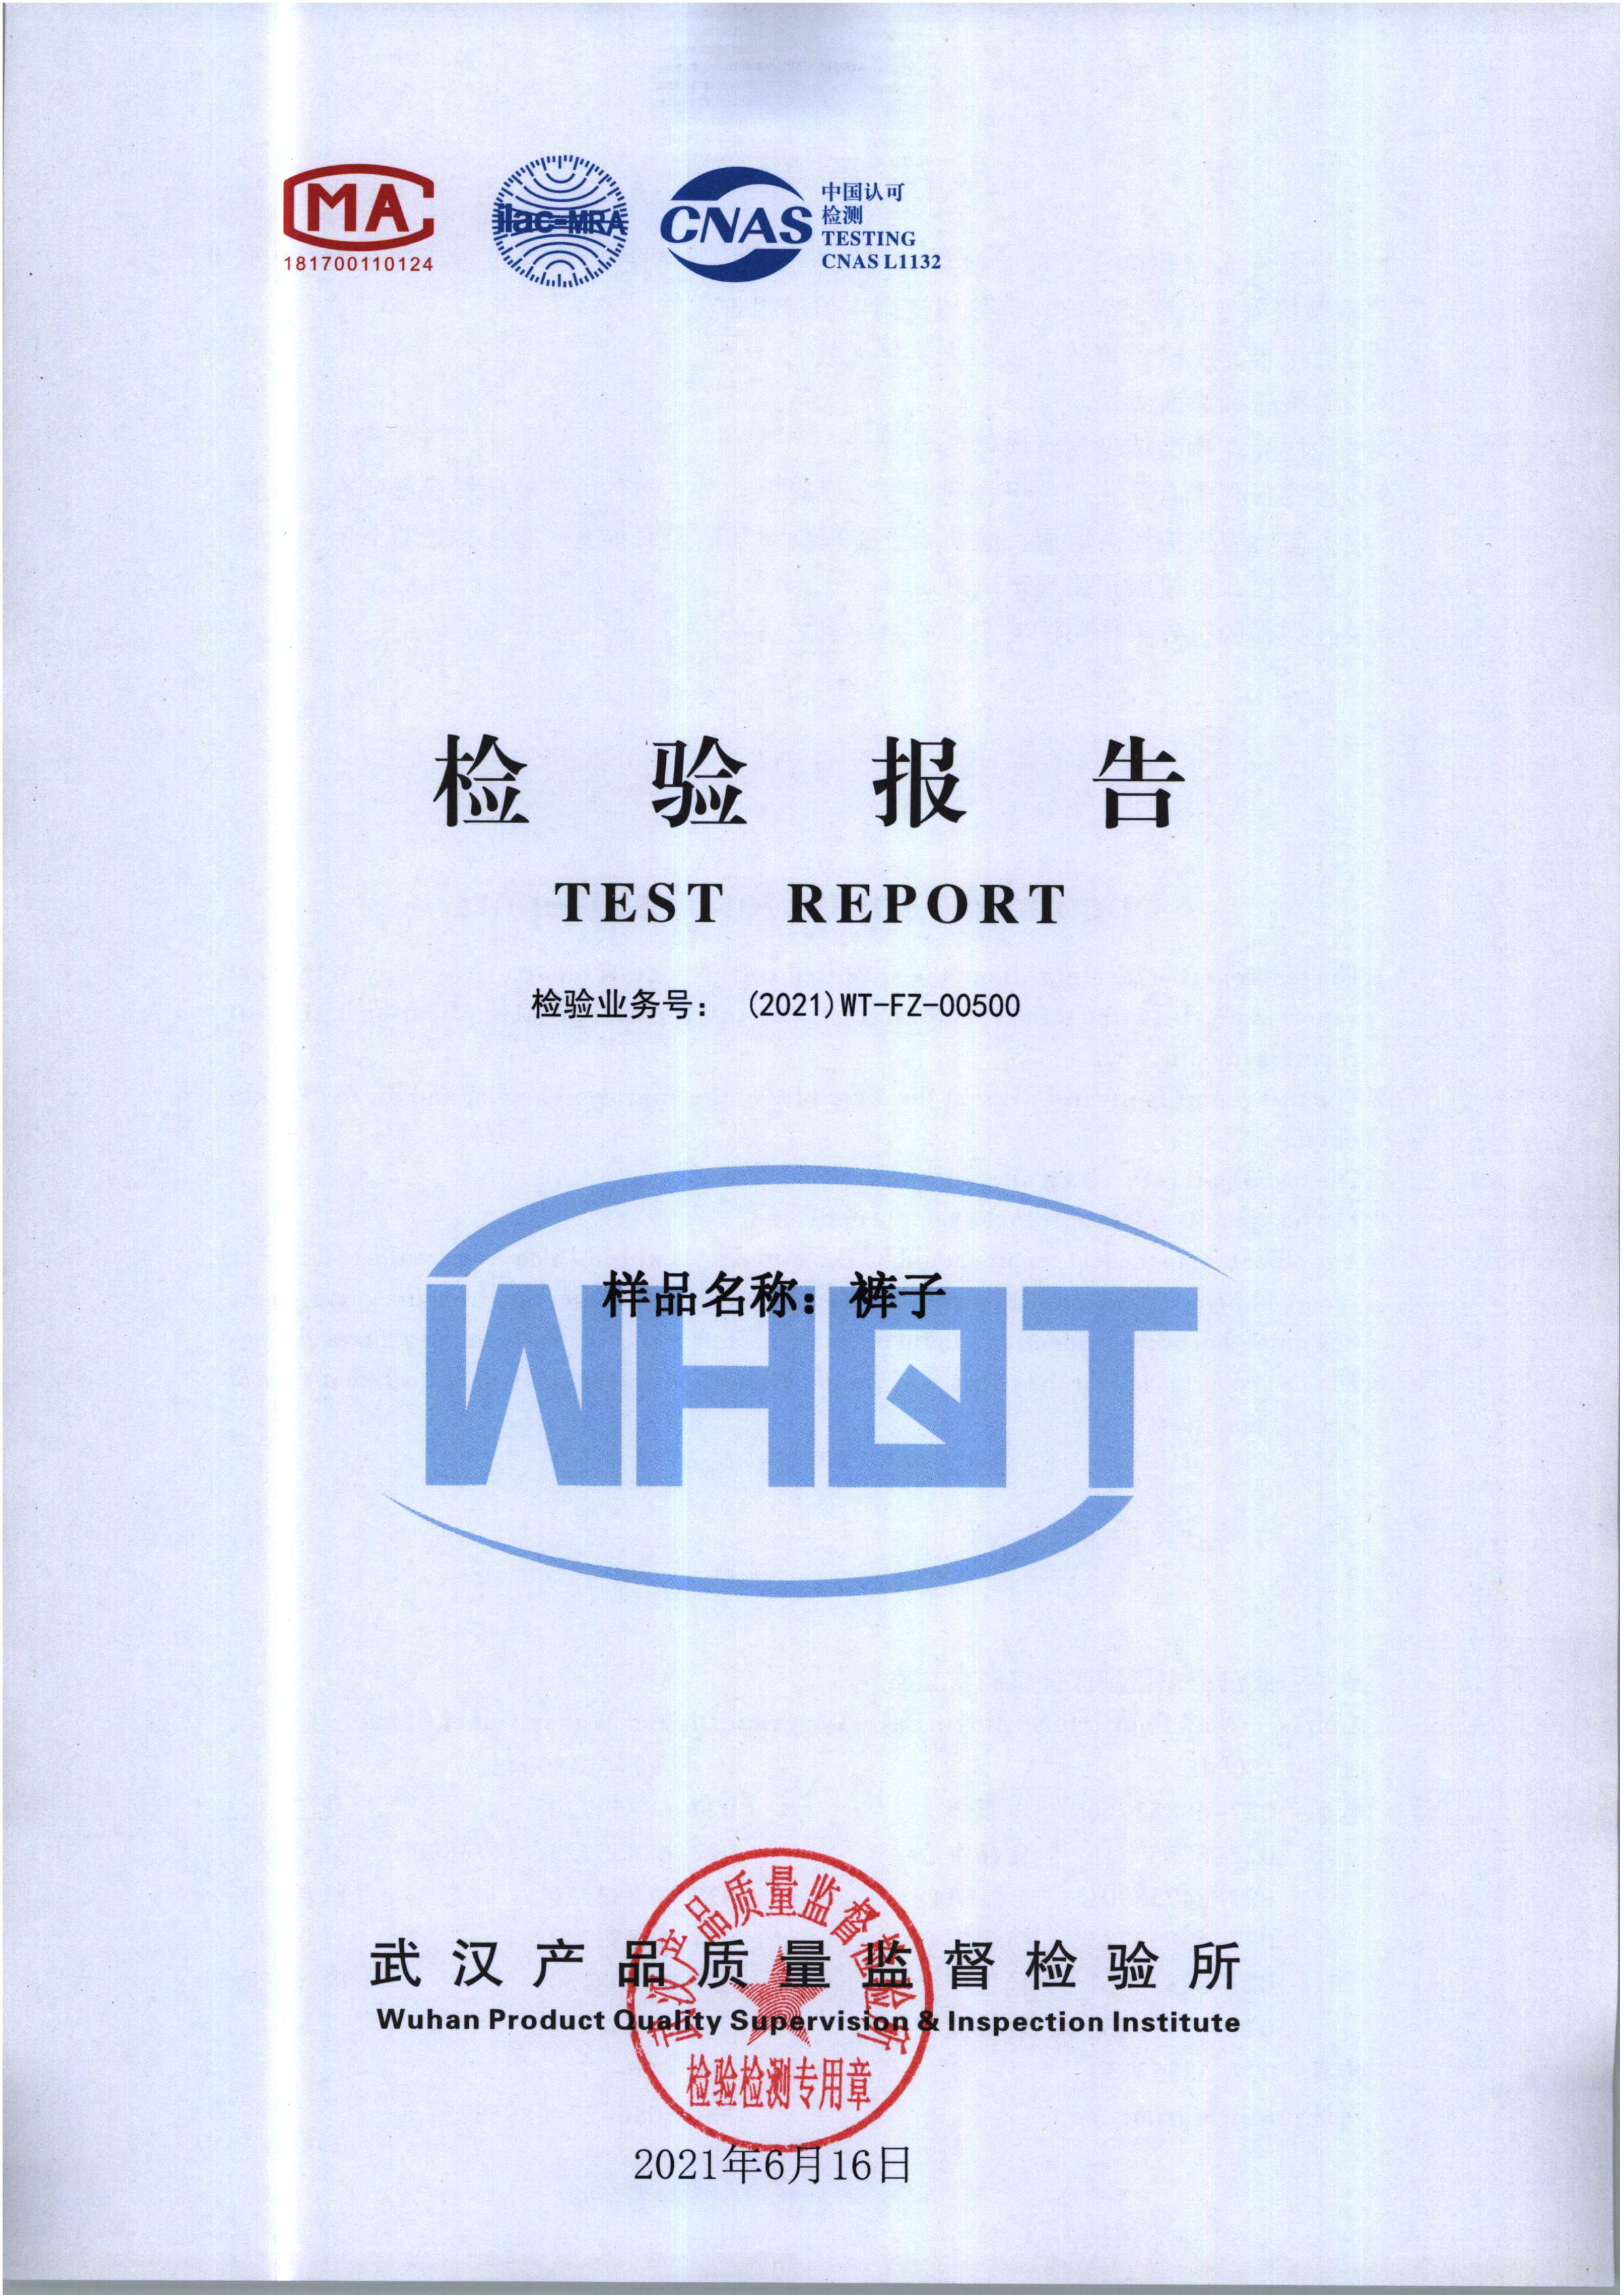 MA
181700110124
ilac-MRA
CNAS
中国认可
检测
TESTING
CNAS L1132
检验报告
TEST REPORT
检验业务号： (2021)WT-FZ-00500
样品名称：裤子
WHQT
武汉产品质量监督检验所
Wuhan Product Quality Supervision & Inspection Institute
武汉产品质量监督检验所
检验检测专用章
2021年6月16日